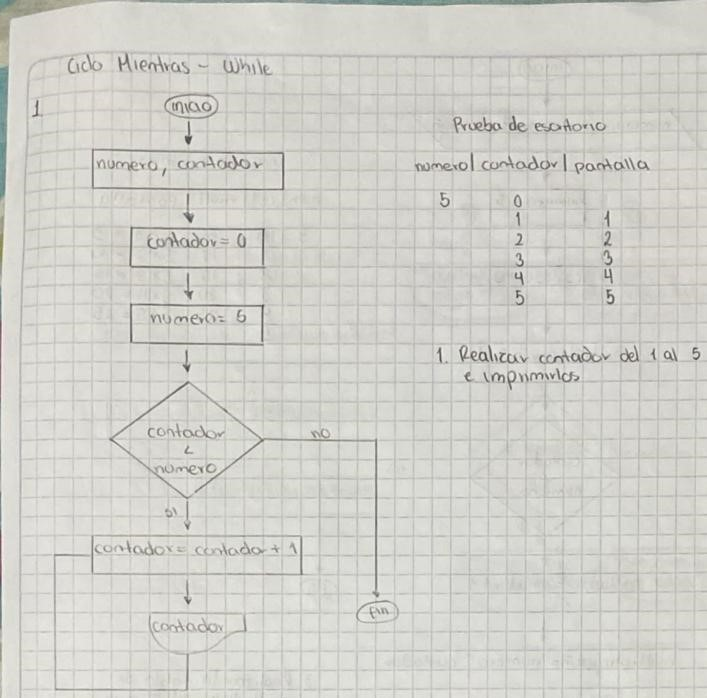 Ciclo Mientras - While
1
inicio
numero, contador
contador = 0
numero = 5
contador
<
numero
no
si
contador = contador + 1
contador
fin
Prueba de escritorio
numero | contador | pantalla
5 0
1 1
2 2
3 3
4 4
5 5
1. Realizar contador del 1 al 5
e imprimirlos